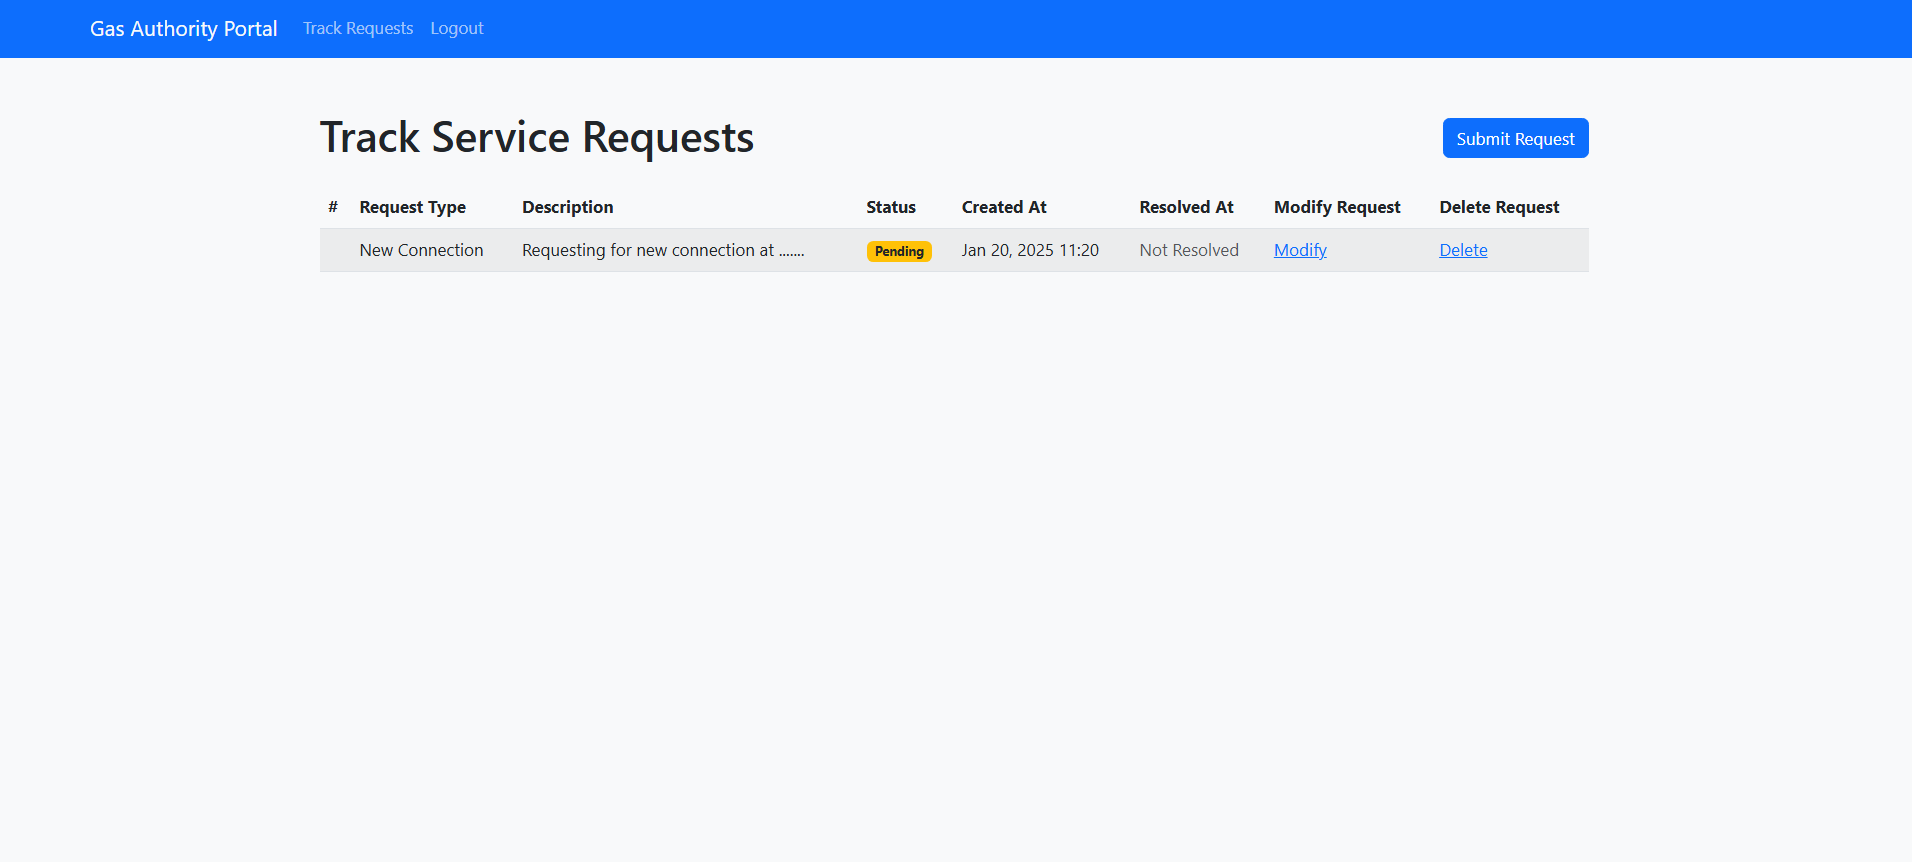 Gas Authority Portal Track Requests Logout
Track Service Requests Submit Request
# Request Type Description Status Created At Resolved At Modify Request Delete Request
New Connection Requesting for new connection at ....... Pending Jan 20, 2025 11:20 Not Resolved Modify Delete